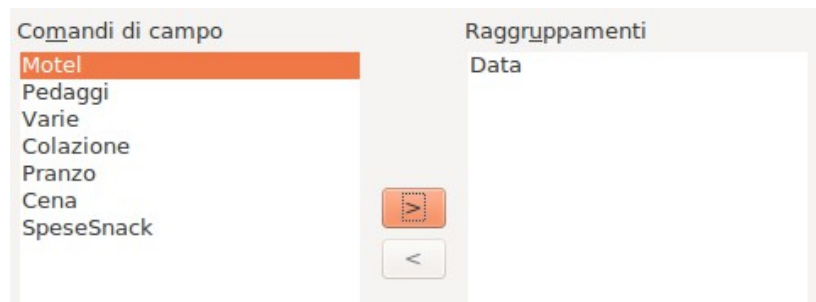 Comandi di campo
Motel
Pedaggi
Varie
Colazione
Pranzo
Cena
SpeseSnack
>
<
Raggruppamenti
Data